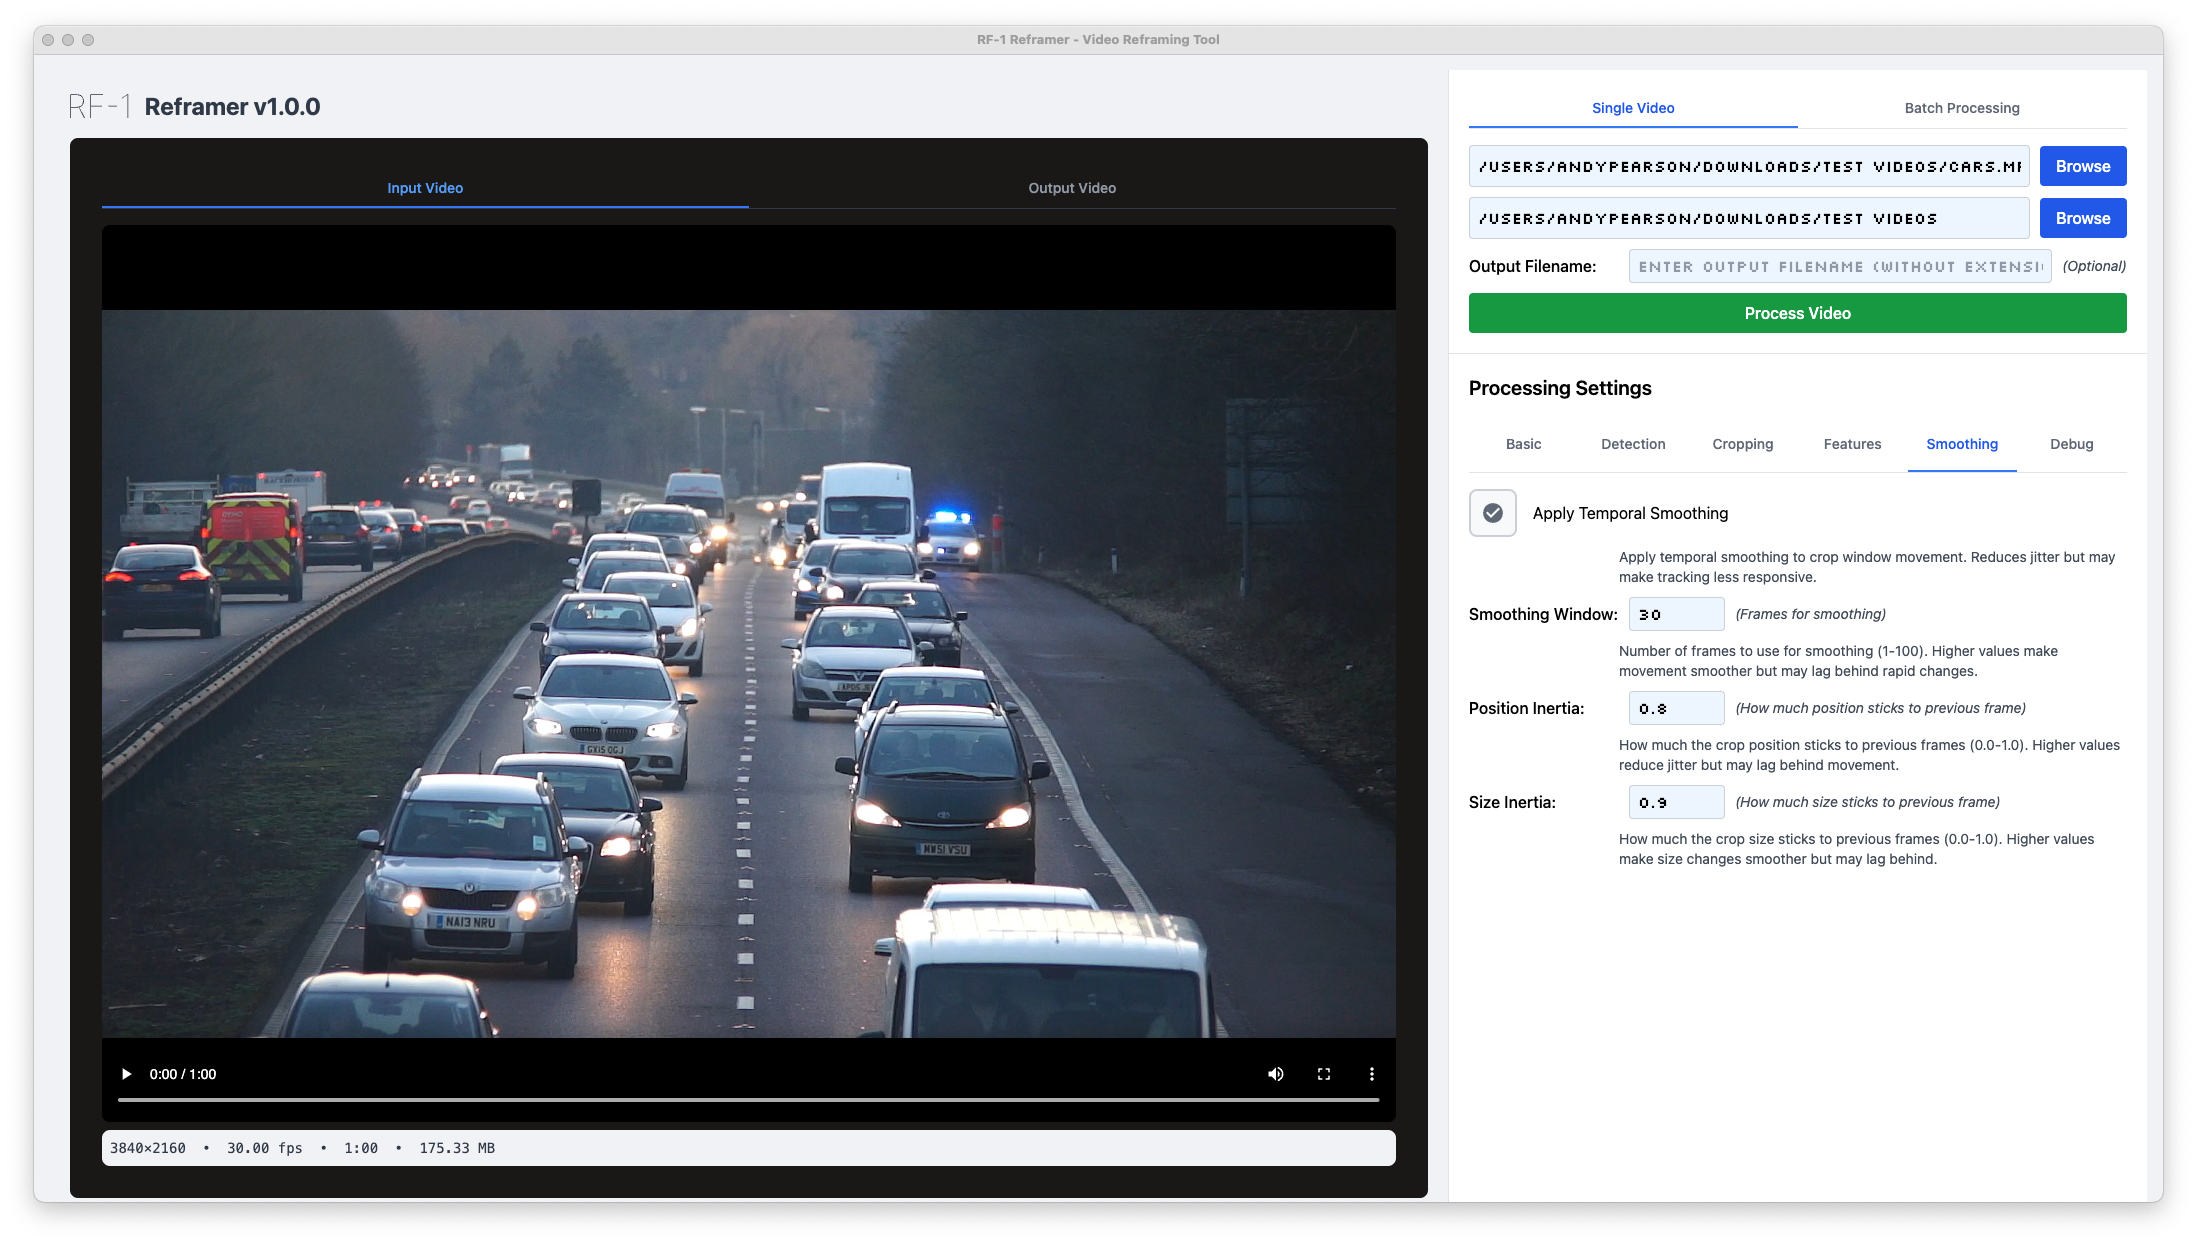 RF-1 Reframer - Video Reframing Tool
RF-1 Reframer v1.0.0
Input Video
Output Video
GX15 OGJ
MW51 VSU
NA13 NRU
0:00 / 1:00
3840×2160 • 30.00 fps • 1:00 • 175.33 MB
Single Video
Batch Processing
/USERS/ANDYPEARSON/DOWNLOADS/TEST VIDEOS/CARS.MP
Browse
/USERS/ANDYPEARSON/DOWNLOADS/TEST VIDEOS
Browse
Output Filename:
ENTER OUTPUT FILENAME (WITHOUT EXTENSI
(Optional)
Process Video
Processing Settings
Basic
Detection
Cropping
Features
Smoothing
Debug
Apply Temporal Smoothing
Apply temporal smoothing to crop window movement. Reduces jitter but may
make tracking less responsive.
Smoothing Window:
30
(Frames for smoothing)
Number of frames to use for smoothing (1-100). Higher values make
movement smoother but may lag behind rapid changes.
Position Inertia:
0.8
(How much position sticks to previous frame)
How much the crop position sticks to previous frames (0.0-1.0). Higher values
reduce jitter but may lag behind movement.
Size Inertia:
0.9
(How much size sticks to previous frame)
How much the crop size sticks to previous frames (0.0-1.0). Higher values
make size changes smoother but may lag behind.